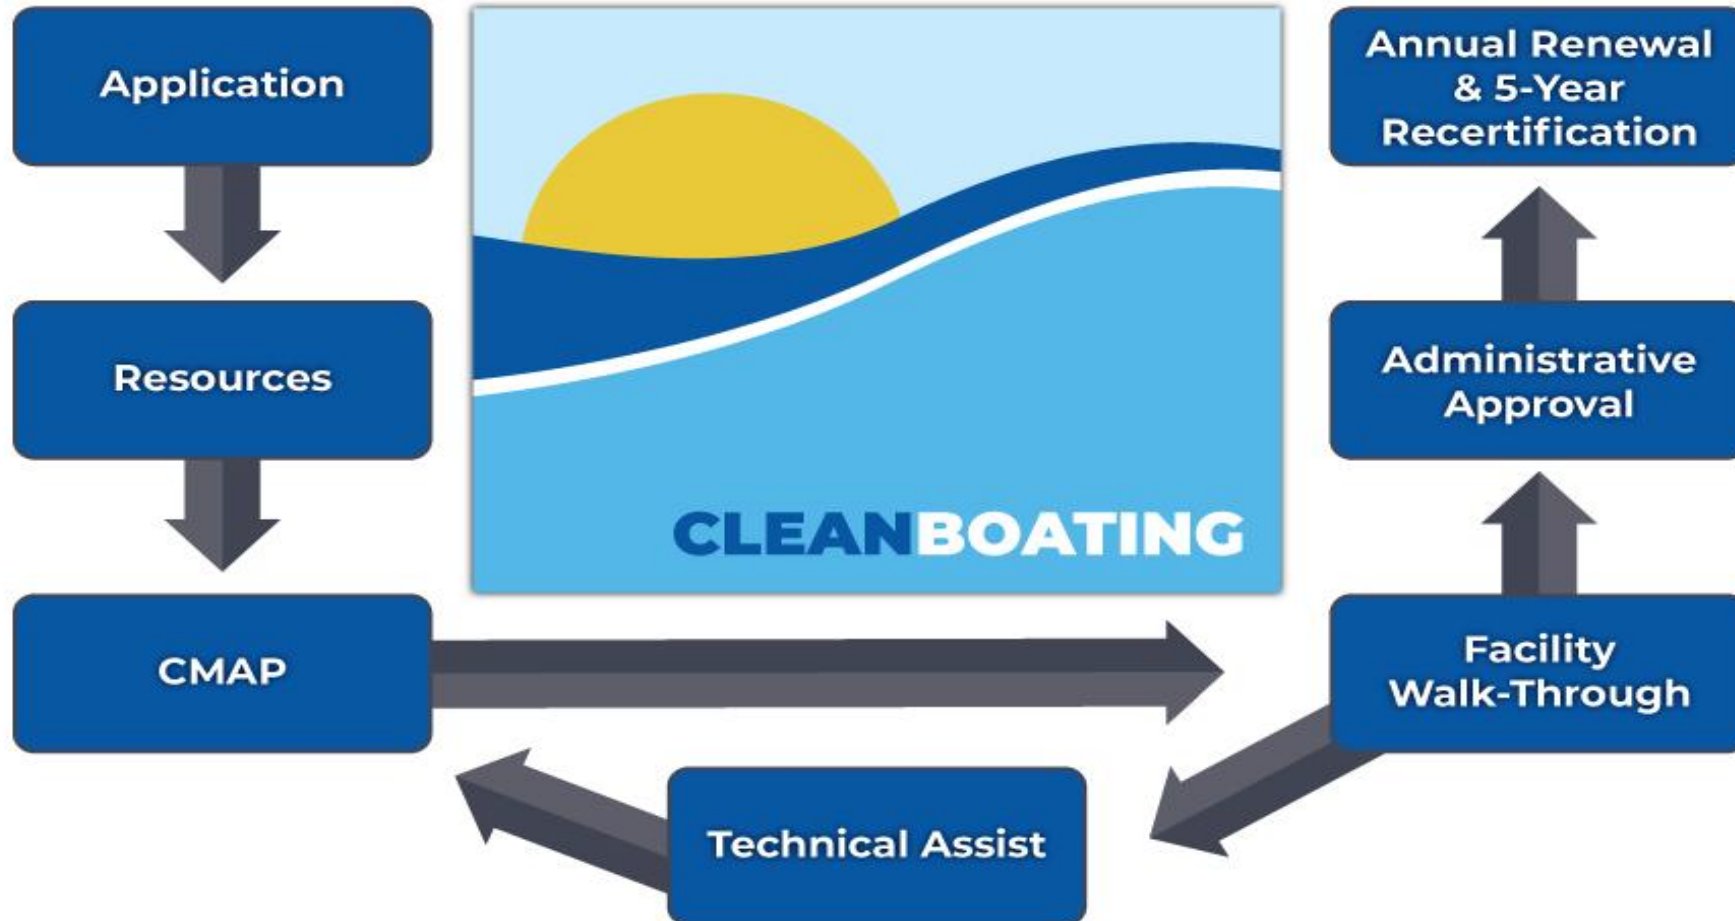 Application
Resources
CMAP
Technical Assist
Facility
Walk-Through
Administrative
Approval
Annual Renewal
& 5-Year
Recertification
CLEANBOATING